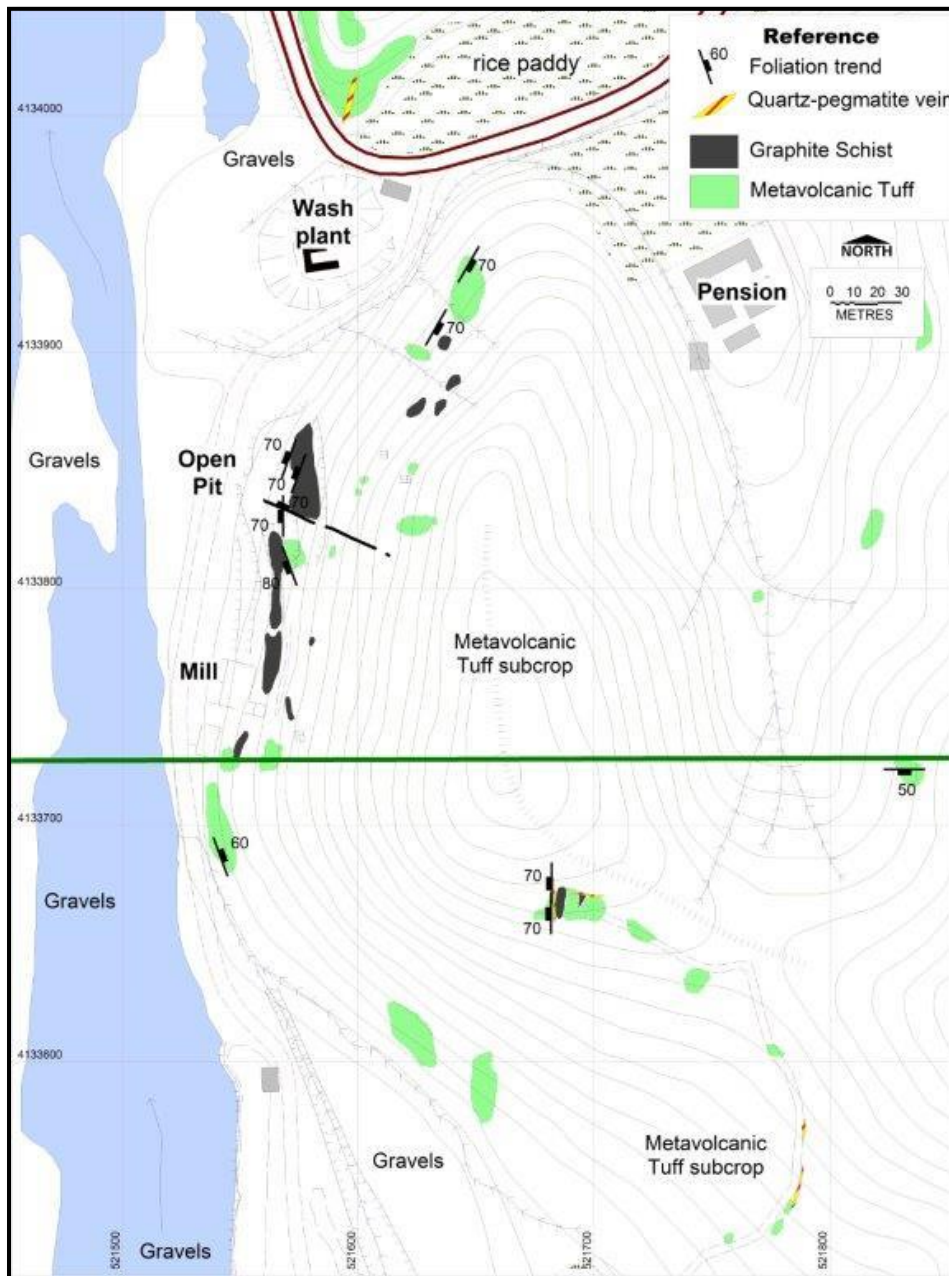 Reference
60
Foliation trend
Quartz-pegmatite vein
Graphite Schist
Metavolcanic Tuff
NORTH
0 10 20 30
METRES
rice paddy
4134000
Gravels
Wash
plant
70
Pension
70
4133900
Gravels
Open
Pit
70
70
70
70
80
4133800
Metavolcanic
Tuff subcrop
Mill
50
4133700
60
70
70
Gravels
4133600
Metavolcanic
Tuff subcrop
Gravels
Gravels
521500
521600
521700
521800